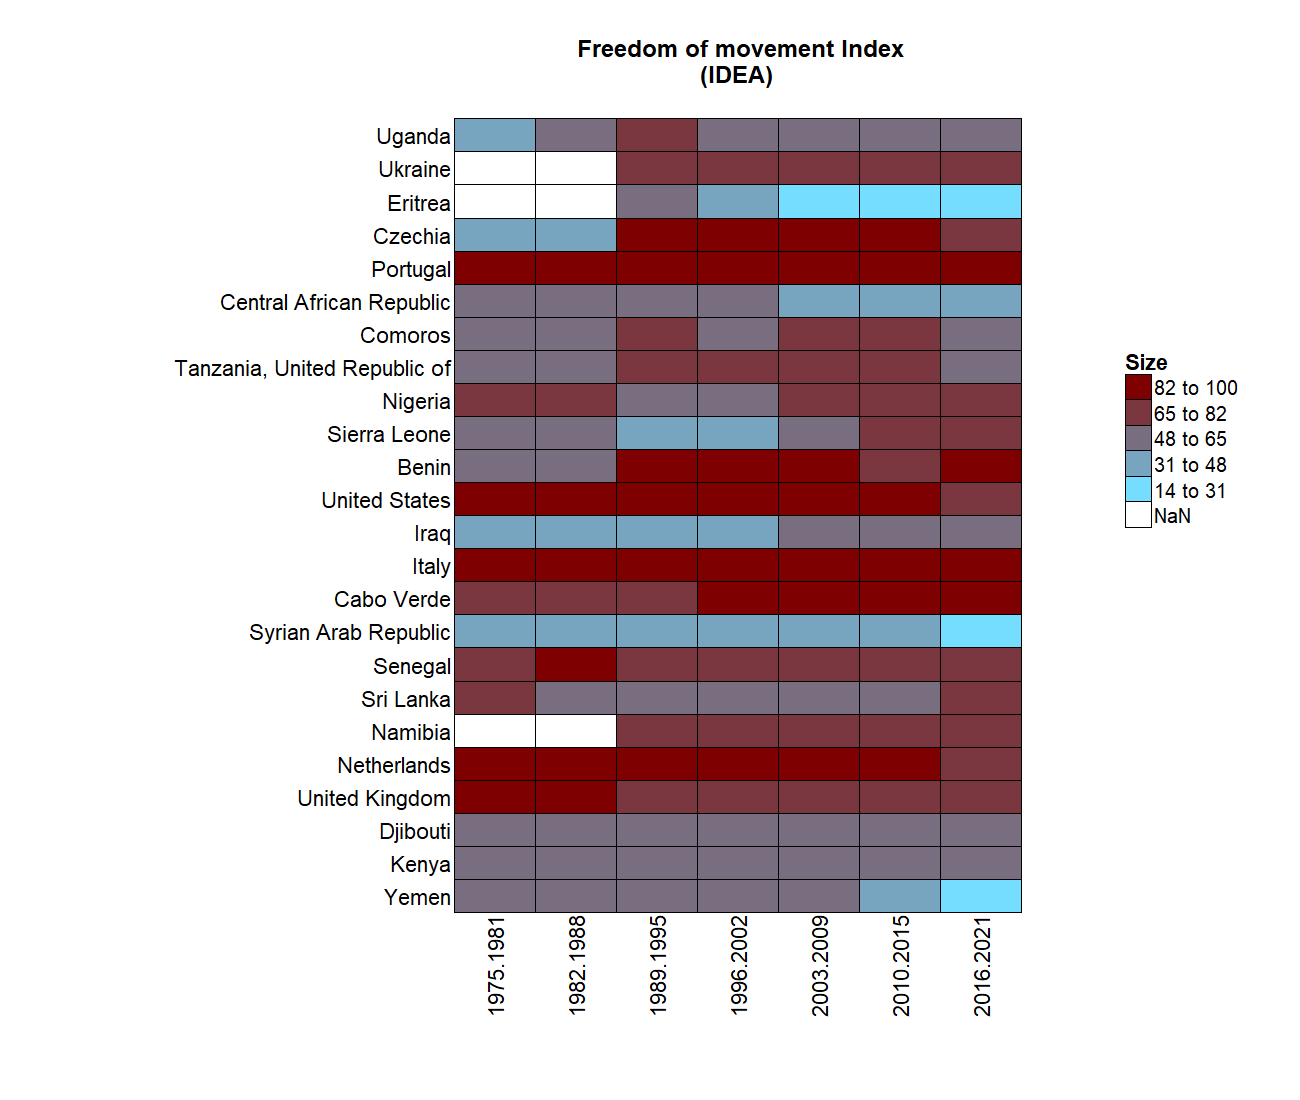 Freedom of movement Index
(IDEA)
Uganda
Ukraine
Eritrea
Czechia
Portugal
Central African Republic
Comoros
Tanzania, United Republic of
Nigeria
Sierra Leone
Benin
United States
Iraq
Italy
Cabo Verde
Syrian Arab Republic
Senegal
Sri Lanka
Namibia
Netherlands
United Kingdom
Djibouti
Kenya
Yemen
1975.1981
1982.1988
1989.1995
1996.2002
2003.2009
2010.2015
2016.2021
Size
82 to 100
65 to 82
48 to 65
31 to 48
14 to 31
NaN